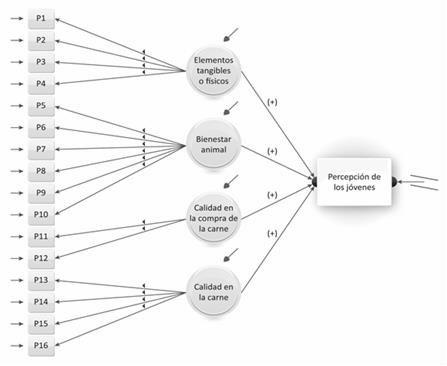 P1
P2
P3
P4
P5
P6
P7
P8
P9
P10
P11
P12
P13
P14
P15
P16
Elementos
tangibles
o físicos
Bienestar
animal
Calidad en
la compra de
la carne
Calidad en
la carne
(+)
(+)
(+)
(+)
Percepción de
los jóvenes